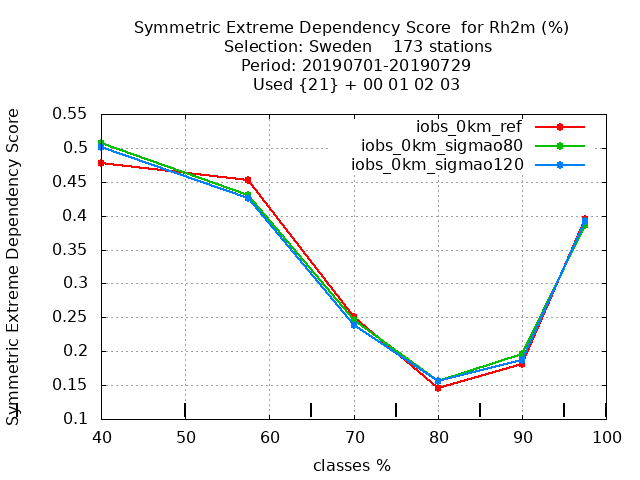 Symmetric Extreme Dependency Score for Rh2m (%)
Selection: Sweden 173 stations
Period: 20190701-20190729
Used {21} + 00 01 02 03
Symmetric Extreme Dependency Score
0.55
0.5
0.45
0.4
0.35
0.3
0.25
0.2
0.15
0.1
iobs_0km_ref
iobs_0km_sigmao80
iobs_0km_sigmao120
40 50 60 70 80 90 100
classes %